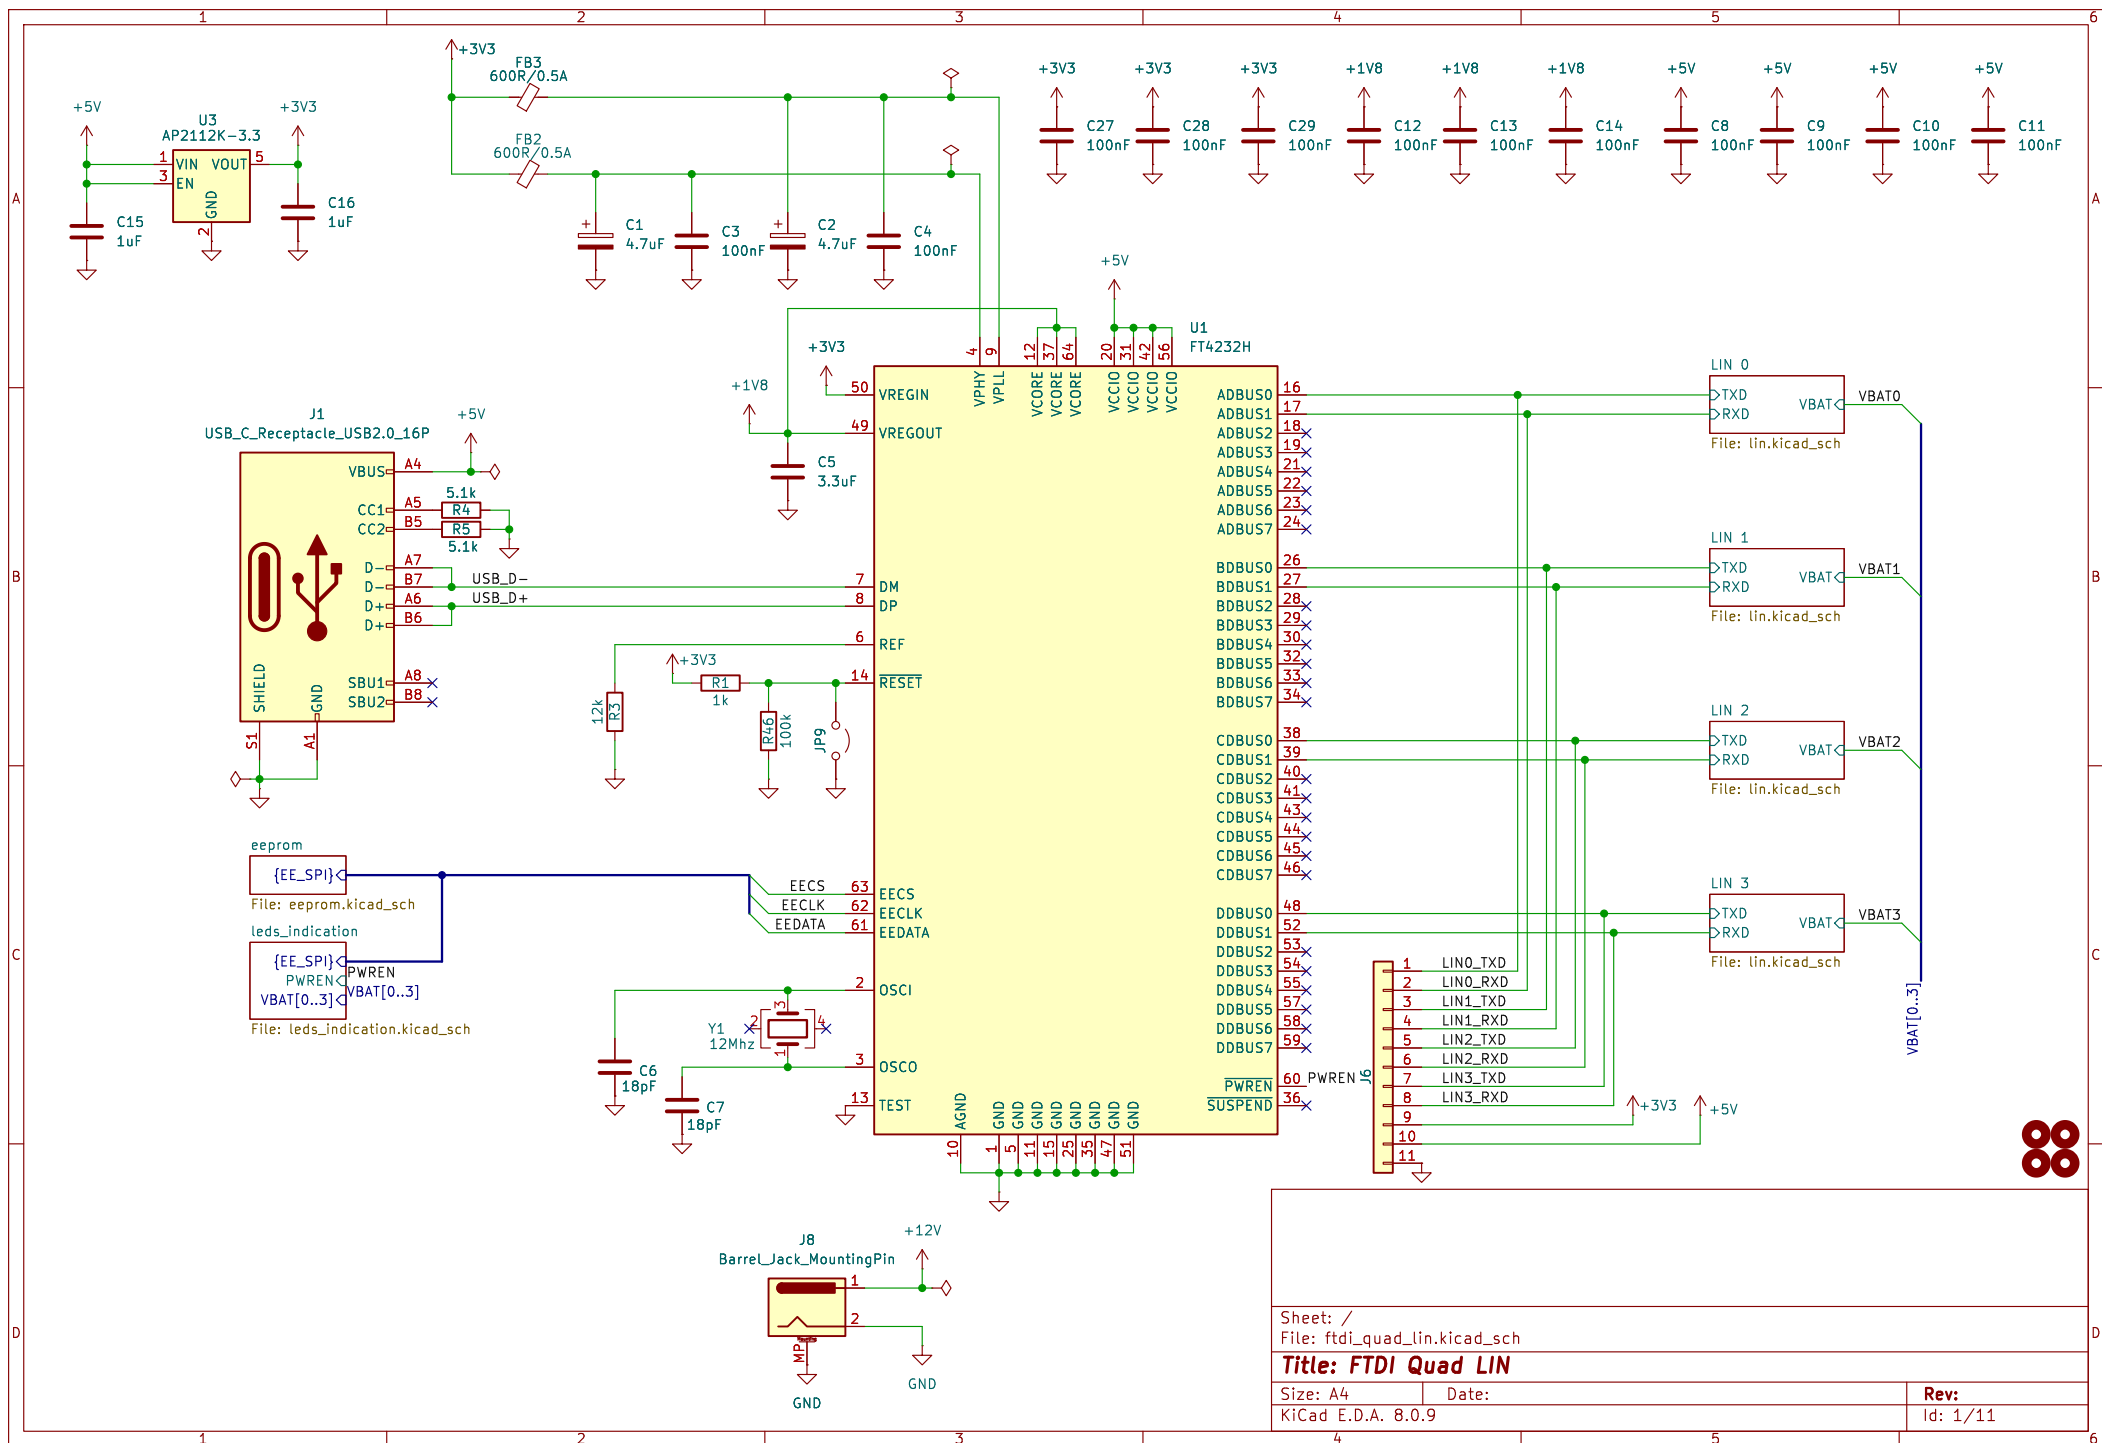 1 2 3 4 5 6
A
B
C
D
+5V
+3V3
U3
AP2112K-3.3
1 VIN VOUT 5
3 EN
GND
2
C15
1uF
C16
1uF
+3V3
FB3
600R/0.5A
FB2
600R/0.5A
C1
4.7uF
C3
100nF
C2
4.7uF
C4
100nF
+3V3 +3V3 +3V3 +1V8 +1V8 +1V8 +5V +5V +5V +5V
C27 C28 C29 C12 C13 C14 C8 C9 C10 C11
100nF 100nF 100nF 100nF 100nF 100nF 100nF 100nF 100nF 100nF
+5V
U1
FT4232H
4 9 12 37 64 20 31 42 56
VPHY VPLL VCORE VCORE VCORE VCCIO VCCIO VCCIO VCCIO
+3V3
50 VREGIN
+1V8
49 VREGOUT
C5
3.3uF
J1
USB_C_Receptacle_USB2.0_16P
+5V
VBUS A4
CC1 A5
CC2 B5
5.1k
R4
R5
5.1k
D- A7
D- B7
D+ A6
D+ B6
SBU1 A8
SBU2 B8
SHIELD
GND
S1
A1
USB_D-
USB_D+
7 DM
8 DP
6 REF
12k
R3
+3V3
R1
1k
R46
100k
JP9
14 RESET
eeprom
{EE_SPI}
File: eeprom.kicad_sch
leds_indication
{EE_SPI}
PWREN
VBAT[0..3]
PWREN
VBAT[0..3]
File: leds_indication.kicad_sch
EECS 63 EECS
EECLK 62 EECLK
EEDATA 61 EEDATA
2 OSCI
Y1
12Mhz
3
2
4
1
3 OSCO
C6
18pF
C7
18pF
13 TEST
AGND GND GND GND GND GND GND GND GND
10 1 5 11 15 25 35 47 51
ADBUS0 16
ADBUS1 17
ADBUS2 18
ADBUS3 19
ADBUS4 21
ADBUS5 22
ADBUS6 23
ADBUS7 24
BDBUS0 26
BDBUS1 27
BDBUS2 28
BDBUS3 29
BDBUS4 30
BDBUS5 32
BDBUS6 33
BDBUS7 34
CDBUS0 38
CDBUS1 39
CDBUS2 40
CDBUS3 41
CDBUS4 43
CDBUS5 44
CDBUS6 45
CDBUS7 46
DDBUS0 48
DDBUS1 52
DDBUS2 53
DDBUS3 54
DDBUS4 55
DDBUS5 57
DDBUS6 58
DDBUS7 59
PWREN 60 PWREN
SUSPEND 36
LIN 0
TXD
RXD
VBAT
VBAT0
File: lin.kicad_sch
LIN 1
TXD
RXD
VBAT
VBAT1
File: lin.kicad_sch
LIN 2
TXD
RXD
VBAT
VBAT2
File: lin.kicad_sch
LIN 3
TXD
RXD
VBAT
VBAT3
File: lin.kicad_sch
VBAT[0..3]
J6
1 LIN0_TXD
2 LIN0_RXD
3 LIN1_TXD
4 LIN1_RXD
5 LIN2_TXD
6 LIN2_RXD
7 LIN3_TXD
8 LIN3_RXD
9
10
11
+3V3
+5V
+12V
J8
Barrel_Jack_MountingPin
1
2
MP
GND
GND
Sheet: /
File: ftdi_quad_lin.kicad_sch
Title: FTDI Quad LIN
Size: A4
Date:
Rev:
KiCad E.D.A. 8.0.9
Id: 1/11
A
B
C
D
1 2 3 4 5 6